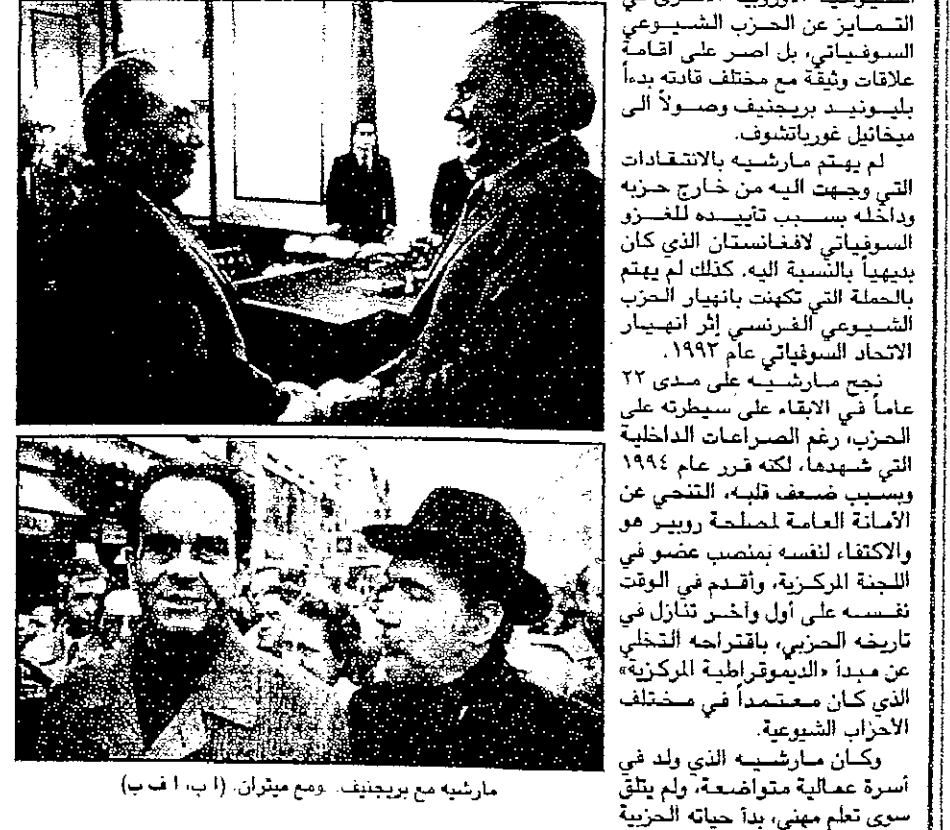 التمايز عن الحزب الشيوعي
السوفياتي، بل اصر على اقامة
علاقات وثيقة مع مختلف قادته بدءاً
بليونيد بريجنيف وصولاً الى
ميخائيل غورباتشوف.
لم يهتم مارشيه بالانتقادات
التي وجهت اليه من خارج حزبه
وداخله بسبب تأييده للغزو
السوفياتي لافغانستان الذي كان
بديهياً بالنسبة اليه. كذلك لم يهتم
بالحملة التي تكهنت بانهيار الحزب
الشيوعي الفرنسي إثر انهيار
الاتحاد السوفياتي عام ١٩٩٣.
نجح مارشيه على مدى ٢٢
عاماً في الابقاء على سيطرته على
الحزب، رغم الصراعات الداخلية
التي شهدها، لكنه قرر عام ١٩٩٤
وبسبب ضعف قلبه، التنحي عن
الأمانة العامة لمصلحة روبير هو
والاكتفاء لنفسه بمنصب عضو في
اللجنة المركزية، وأقدم في الوقت
نفسه على أول وآخر تنازل في
تاريخه الحزبي، باقتراحه التخلي
عن مبدأ «الديموقراطية المركزية»
الذي كان معتمداً في مختلف
الأحزاب الشيوعية.
وكان مارشيه الذي ولد في
أسرة عمالية متواضعة، ولم يتلق
سوى تعلم مهني، بدأ حياته الحزبية
مارشيه مع بريجنيف. ومع ميتران. (ا ب، ا ف ب)